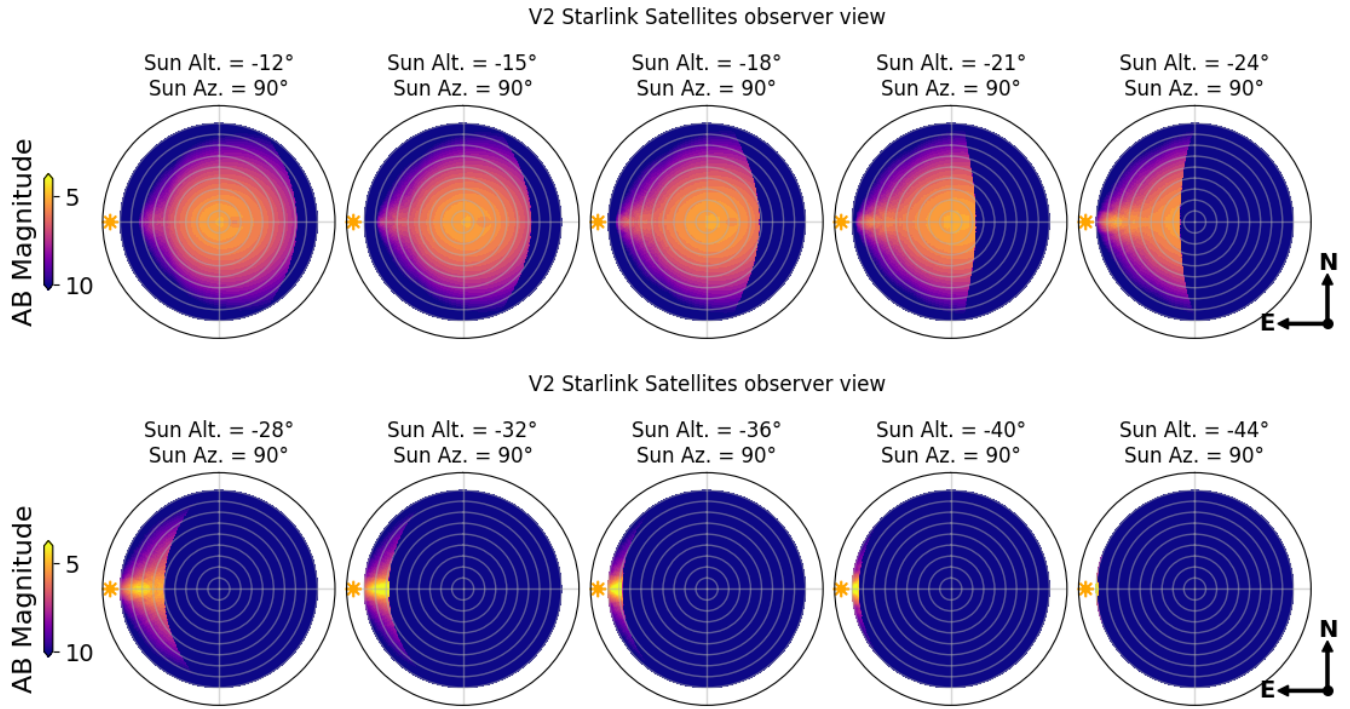 V2 Starlink Satellites observer view
Sun Alt. = -12°
Sun Az. = 90°
Sun Alt. = -15°
Sun Az. = 90°
Sun Alt. = -18°
Sun Az. = 90°
Sun Alt. = -21°
Sun Az. = 90°
Sun Alt. = -24°
Sun Az. = 90°
AB Magnitude
5
10
N
E
V2 Starlink Satellites observer view
Sun Alt. = -28°
Sun Az. = 90°
Sun Alt. = -32°
Sun Az. = 90°
Sun Alt. = -36°
Sun Az. = 90°
Sun Alt. = -40°
Sun Az. = 90°
Sun Alt. = -44°
Sun Az. = 90°
AB Magnitude
5
10
N
E